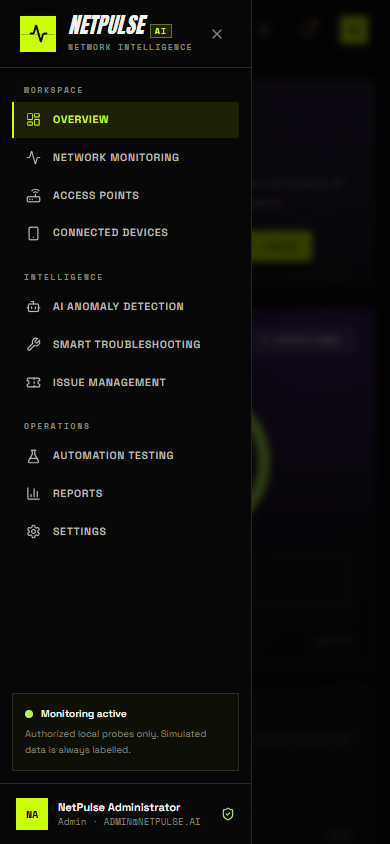 NETPULSE AI
NETWORK INTELLIGENCE
WORKSPACE
OVERVIEW
NETWORK MONITORING
ACCESS POINTS
CONNECTED DEVICES
INTELLIGENCE
AI ANOMALY DETECTION
SMART TROUBLESHOOTING
ISSUE MANAGEMENT
OPERATIONS
AUTOMATION TESTING
REPORTS
SETTINGS
Monitoring active
Authorized local probes only. Simulated
data is always labelled.
NA
NetPulse Administrator
Admin · ADMIN@NETPULSE.AI